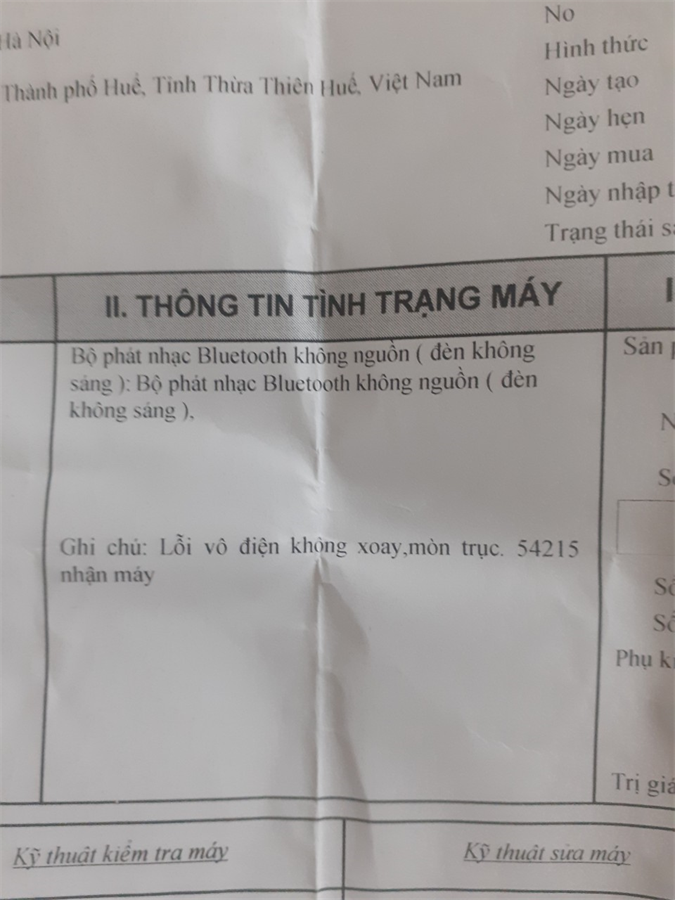 Hà Nội
Thành phố Huế, Tỉnh Thừa Thiên Huế, Việt Nam
No
Hình thức
Ngày tạo
Ngày hẹn
Ngày mua
Ngày nhập
Trạng thái
II. THÔNG TIN TÌNH TRẠNG MÁY
Bộ phát nhạc Bluetooth không nguồn ( đèn không
sáng ): Bộ phát nhạc Bluetooth không nguồn ( đèn
không sáng ),
Ghi chú: Lỗi vô điện không xoay,mòn trục. 54215
nhận máy
Sản
Phụ
Trị giá
Kỹ thuật kiểm tra máy
Kỹ thuật sửa máy